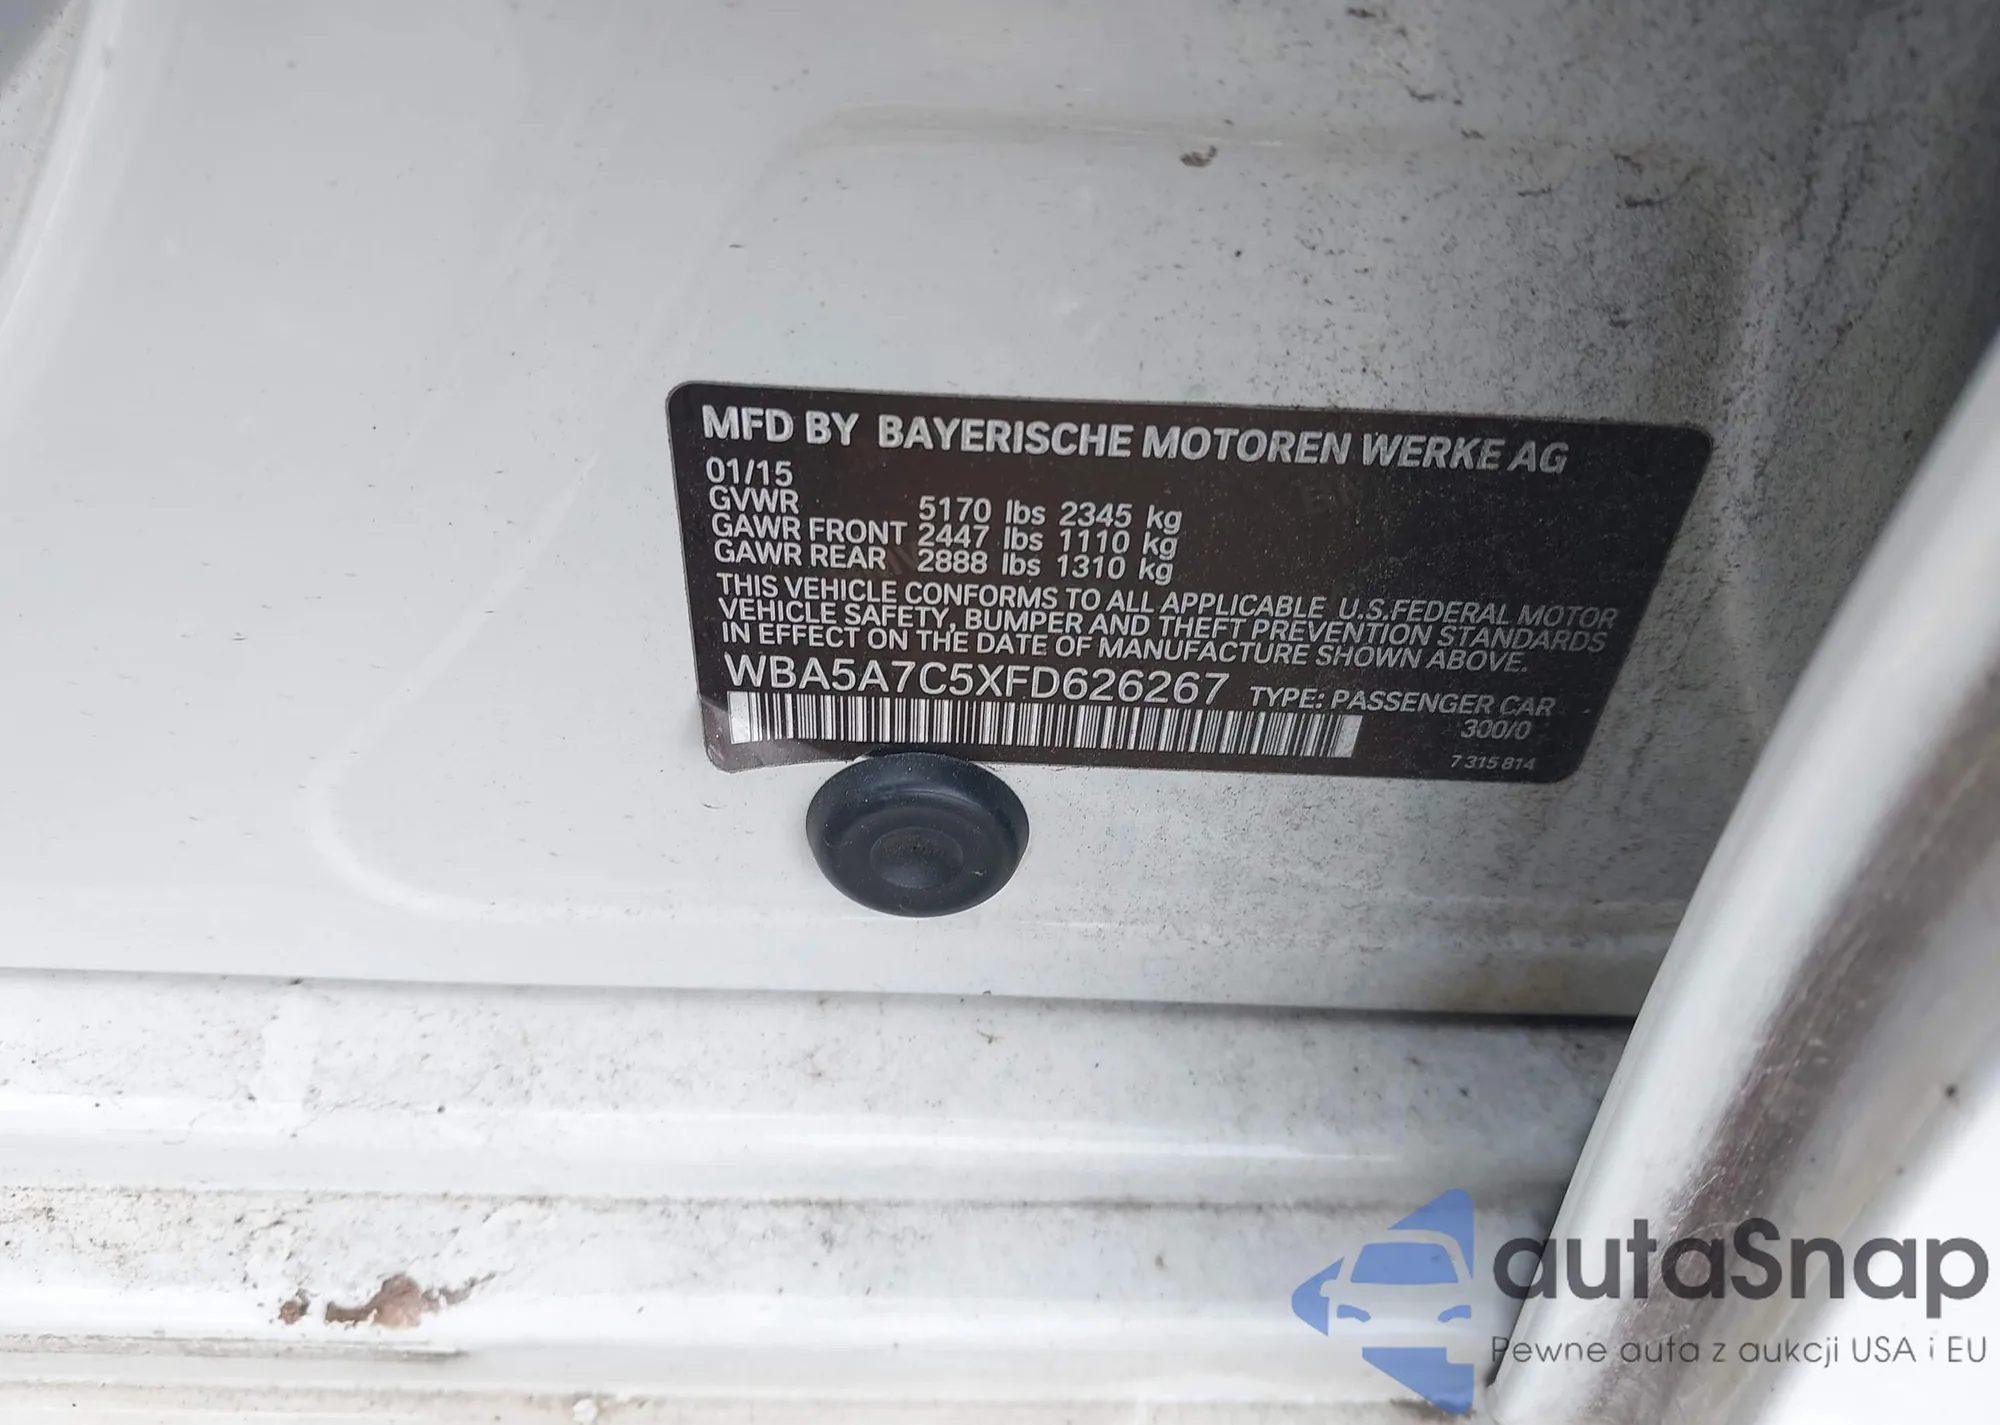 MFD BY BAYERISCHE MOTOREN WERKE AG
01/15
GVWR 5170 lbs 2345 kg
GAWR FRONT 2447 lbs 1110 kg
GAWR REAR 2888 lbs 1310 kg
THIS VEHICLE CONFORMS TO ALL APPLICABLE U.S.FEDERAL MOTOR
VEHICLE SAFETY, BUMPER AND THEFT PREVENTION STANDARDS
IN EFFECT ON THE DATE OF MANUFACTURE SHOWN ABOVE.
WBA5A7C5XFD626267 TYPE: PASSENGER CAR
300/0
7 315 814
autaSnap
Pewne auta z aukcji USA i EU